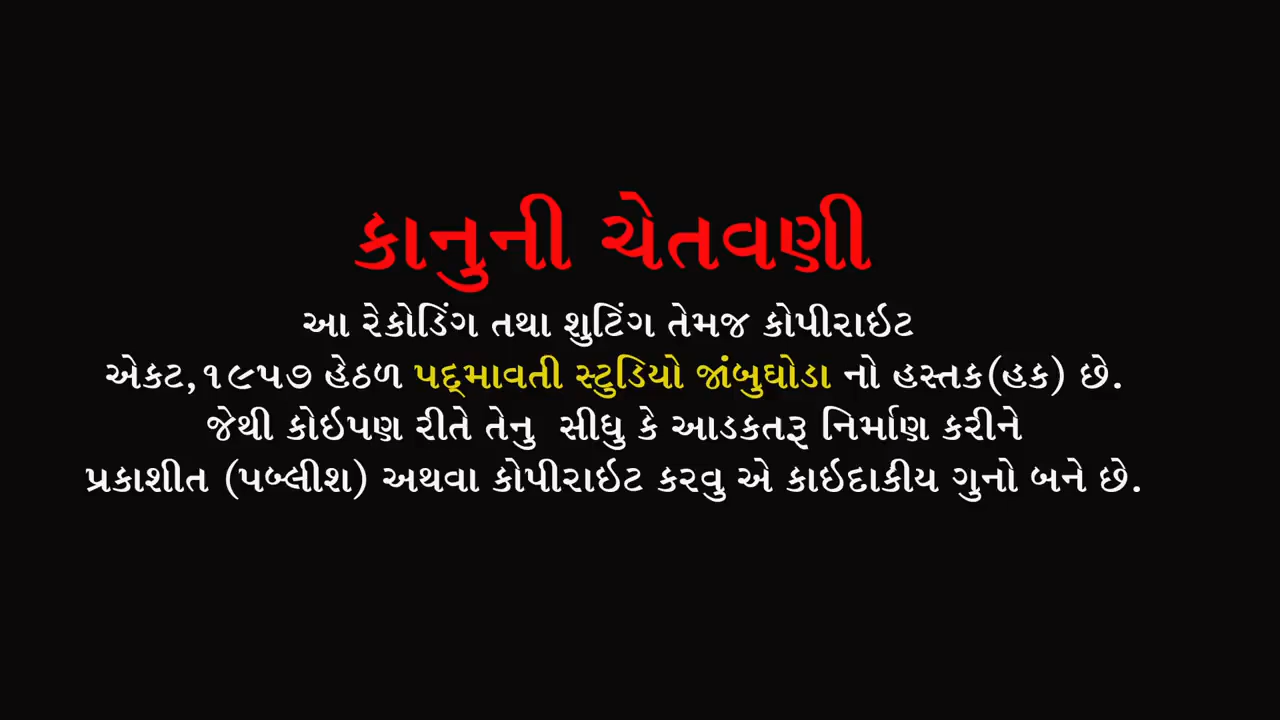 કાનુની ચેતવણી
આ રેકોડિંગ તથા શુટિંગ તેમજ કોપીરાઇટ
એકટ,૧૯૫૭ હેઠળ પદ્માવતી સ્ટુડિયો જાંબુઘોડા નો હસ્તક(હક) છે.
જેથી કોઇપણ રીતે તેનુ  સીધુ કે આડકતરૂ નિર્માણ કરીને
પ્રકાશીત (પબ્લીશ) અથવા કોપીરાઇટ કરવુ એ કાઇદાકીય ગુનો બને છે.